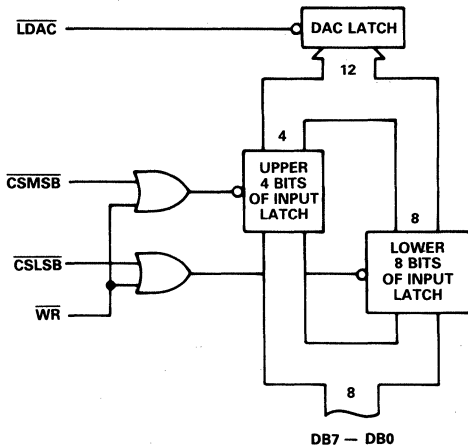 LDAC
DAC LATCH
12
4
CSMSB
UPPER
4 BITS
OF INPUT
LATCH
8
CSLSB
LOWER
8 BITS
OF INPUT
LATCH
WR
8
DB7 — DB0